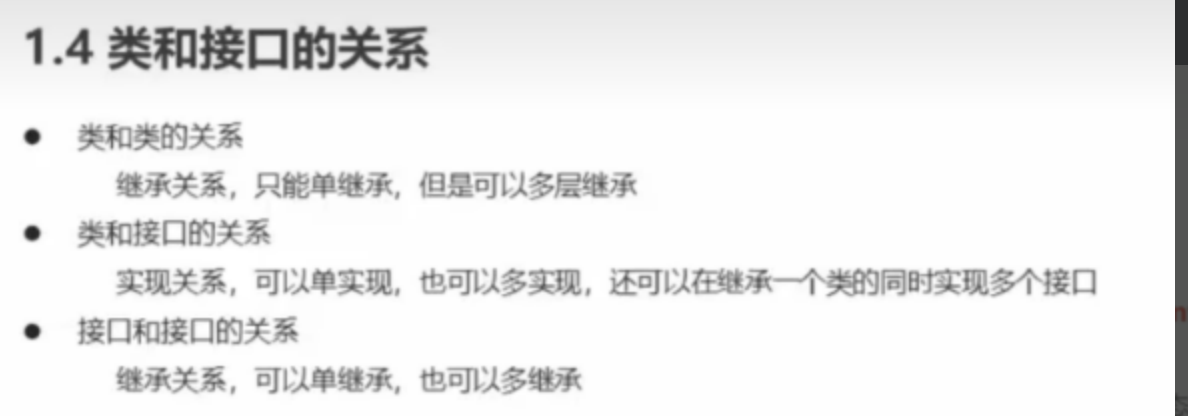 1.4 类和接口的关系
● 类和类的关系
继承关系，只能单继承，但是可以多层继承
● 类和接口的关系
实现关系，可以单实现，也可以多实现，还可以在继承一个类的同时实现多个接口
● 接口和接口的关系
继承关系，可以单继承，也可以多继承